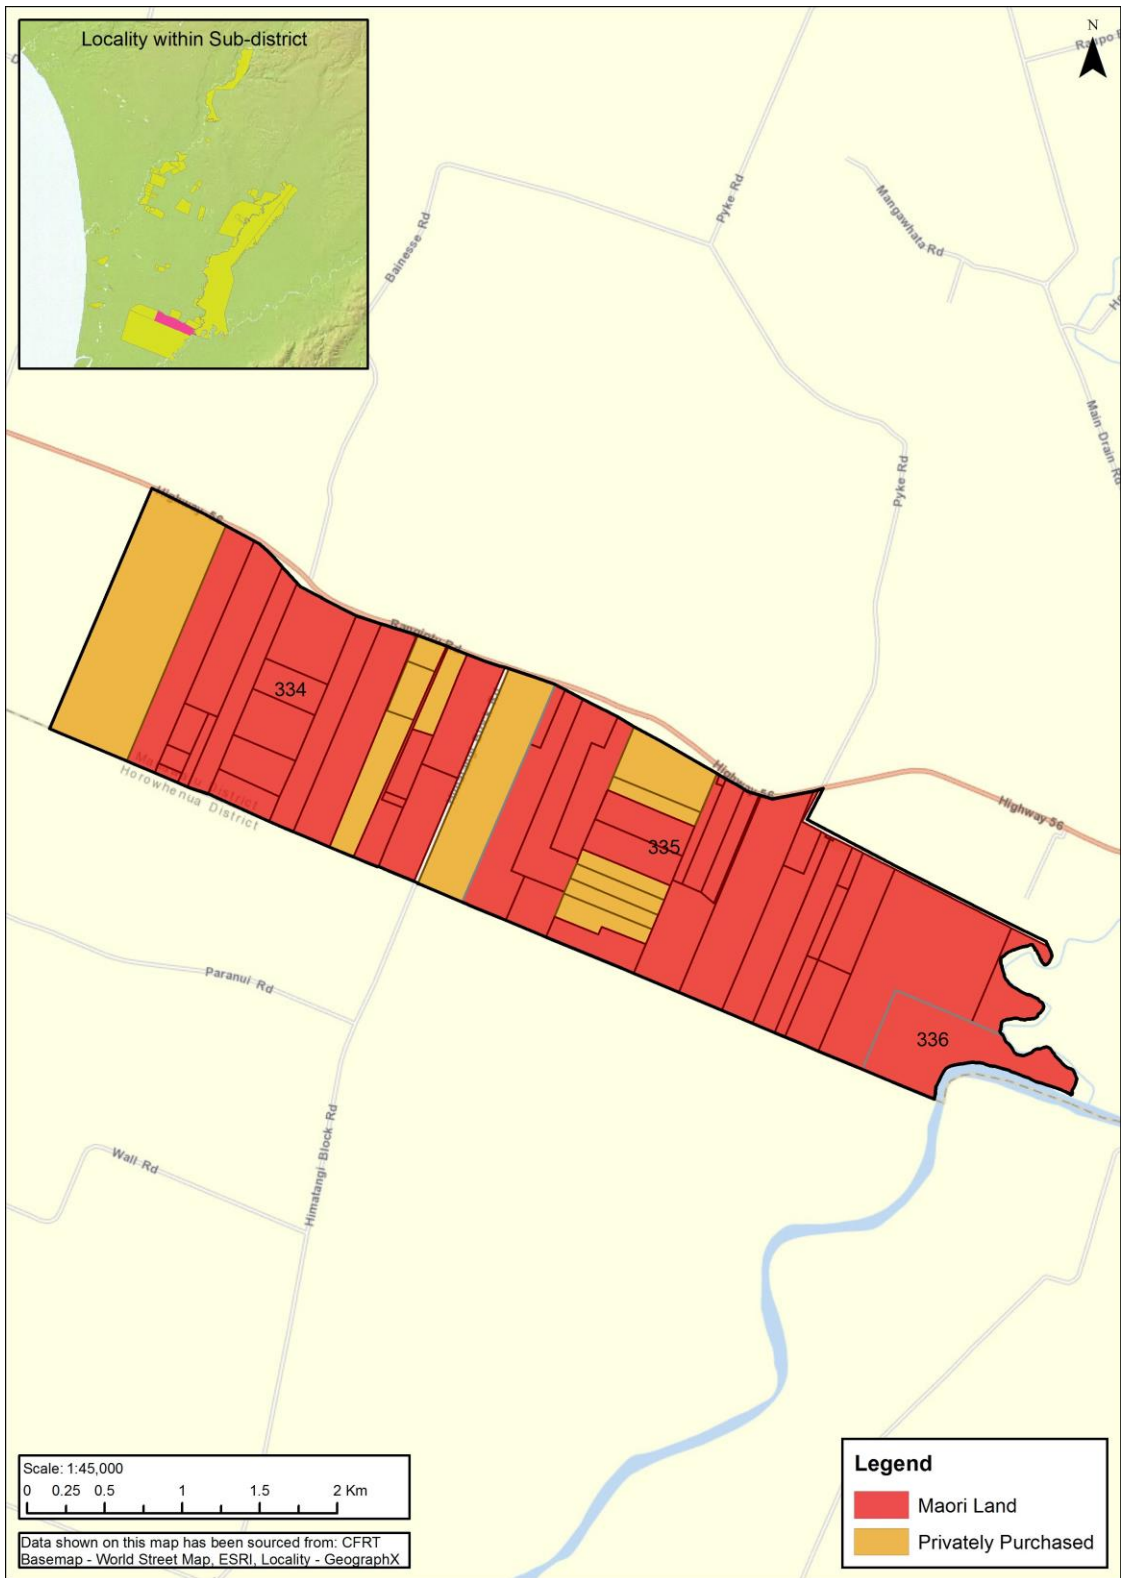 Locality within Sub-district
N
Pyke Rd
Bainesse Rd
Mangawhata Rd
Main Drain Rd
Pyke Rd
Highway 56
334
335
Highway 56
Highway 56
Horowhenua District
336
Paranui Rd
Wall Rd
Himatangi Block Rd
Scale: 1:45,000
0 0.25 0.5 1 1.5 2 Km
Data shown on this map has been sourced from: CFRT
Basemap - World Street Map, ESRI, Locality - GeographX
Legend
Maori Land
Privately Purchased